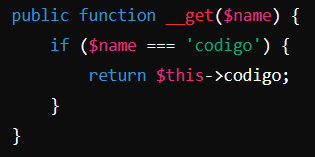 public function __get($name) {
    if ($name === 'codigo') {
        return $this->codigo;
    }
}